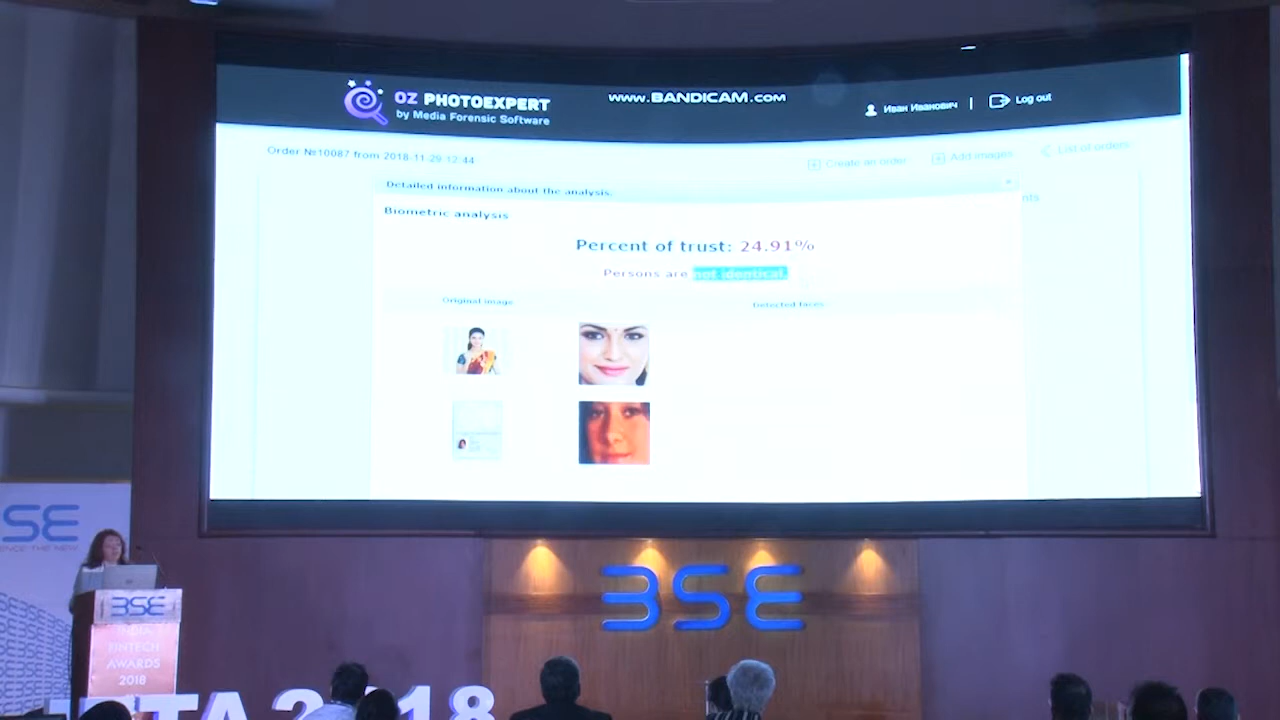 OZ PHOTOEXPERT
by Media Forensic Software
www.BANDICAM.com
Иван Иванович | Log out
Order №10087 from 2018-11-29 12:44
Create an order
Add images
List of orders
Detailed information about the analysis:
Biometric analysis
Percent of trust: 24.91%
Persons are not identical.
Original image
Detected faces
BSE
BSE
INDIA
FINTECH
AWARDS
2018